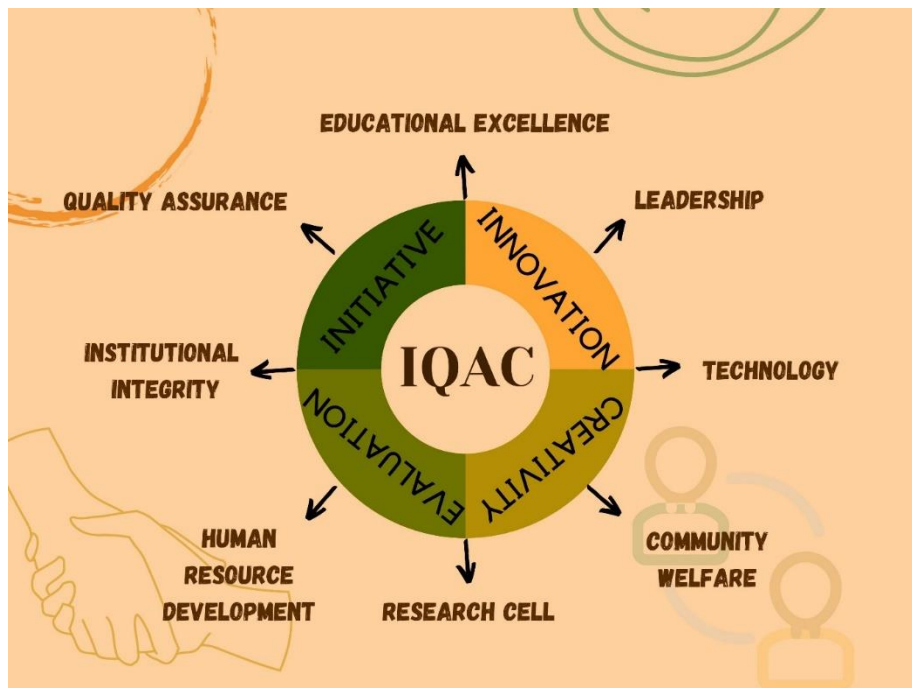 EDUCATIONAL EXCELLENCE
QUALITY ASSURANCE
LEADERSHIP
INITIATIVE
INNOVATION
INSTITUTIONAL
INTEGRITY
IQAC
TECHNOLOGY
EVALUATION
CREATIVITY
HUMAN
RESOURCE
DEVELOPMENT
RESEARCH CELL
COMMUNITY
WELFARE